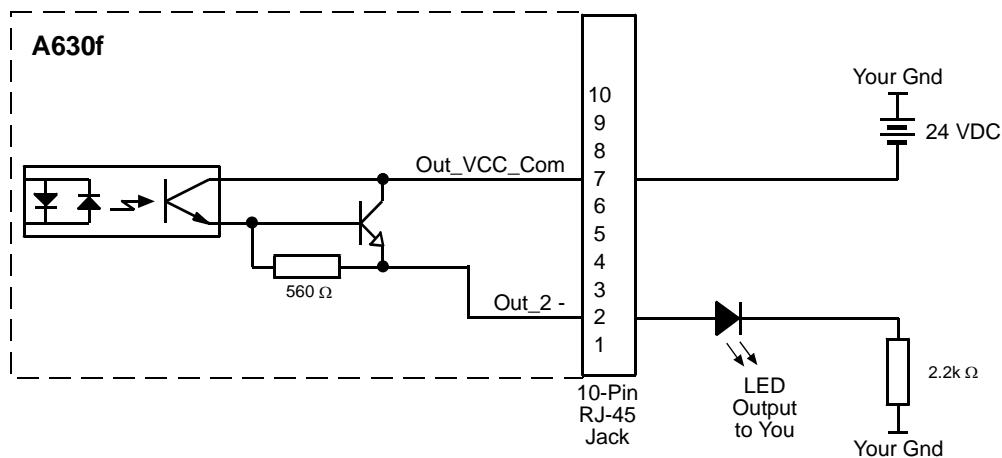 A630f
Your Gnd
24 VDC
Out_VCC_Com
10
9
8
7
6
5
4
3
2
1
560 Ω
Out_2 -
2.2k Ω
10-Pin
RJ-45
Jack
LED
Output
to You
Your Gnd